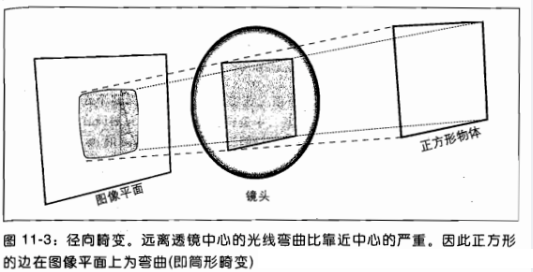 图像平面
镜头
正方形物体
图 11-3：径向畸变。远离透镜中心的光线弯曲比靠近中心的严重。因此正方形
的边在图像平面上为弯曲(即筒形畸变)